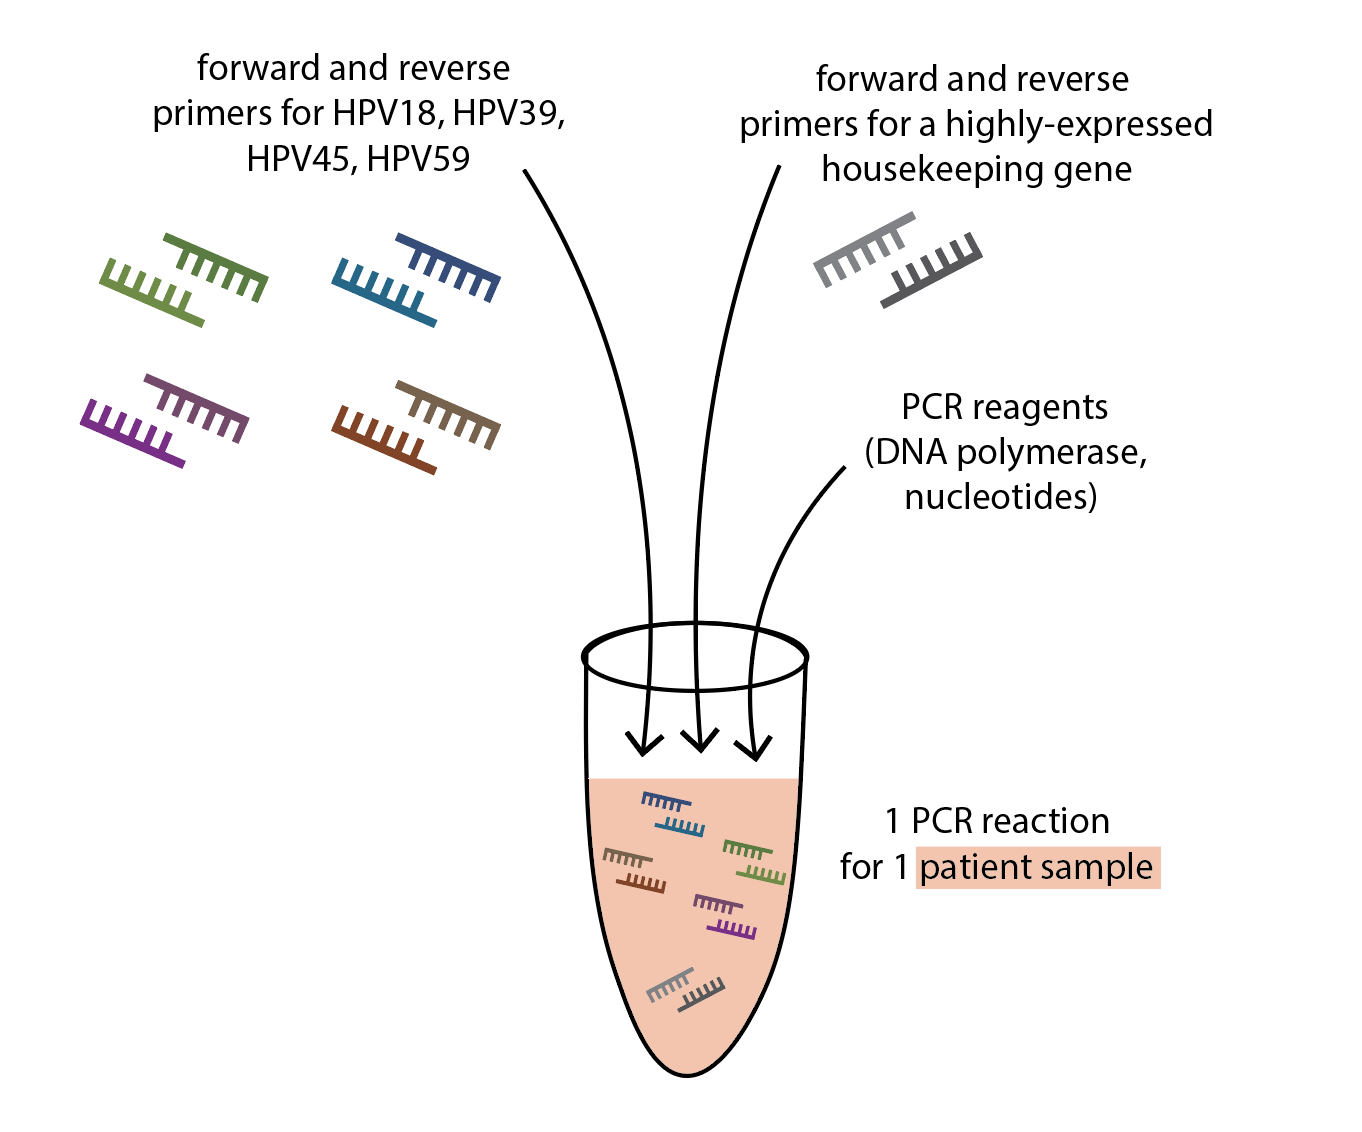 forward and reverse
primers for HPV18, HPV39,
HPV45, HPV59
forward and reverse
primers for a highly-expressed
housekeeping gene
PCR reagents
(DNA polymerase,
nucleotides)
1 PCR reaction
for 1 patient sample